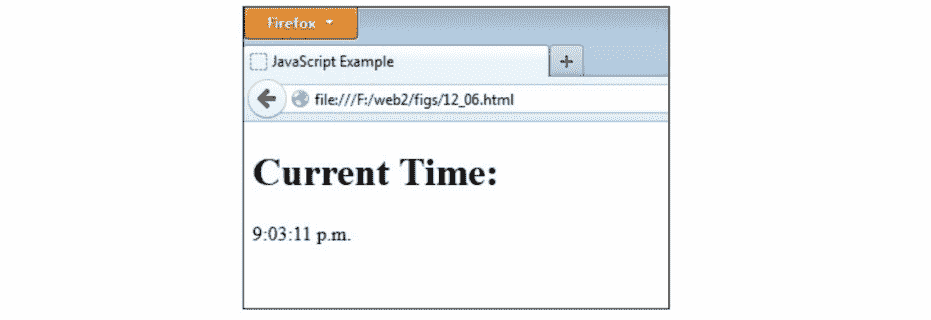 Firefox
JavaScript Example
file:///F:/web2/figs/12_06.html
Current Time:
9:03:11 p.m.